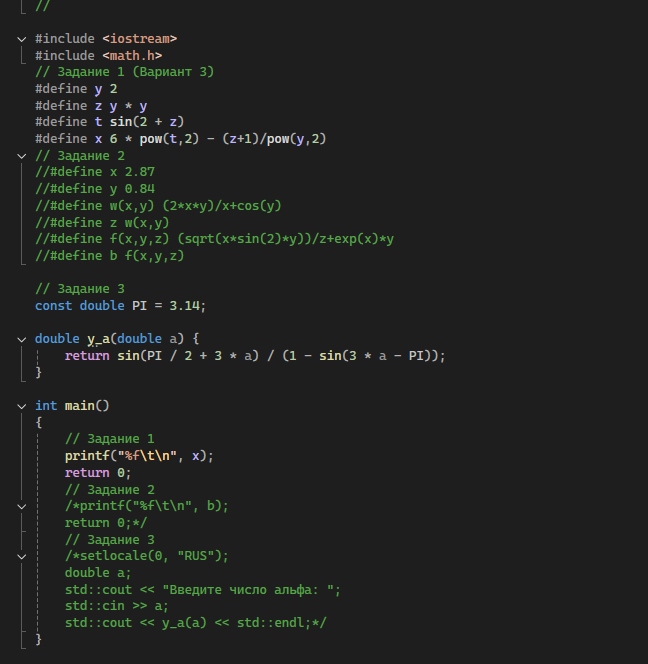 //
#include <iostream>
#include <math.h>
// Задание 1 (Вариант 3)
#define y 2
#define z y * y
#define t sin(2 + z)
#define x 6 * pow(t,2) - (z+1)/pow(y,2)
// Задание 2
//#define x 2.87
//#define y 0.84
//#define w(x,y) (2*x*y)/x+cos(y)
//#define z w(x,y)
//#define f(x,y,z) (sqrt(x*sin(2)*y))/z+exp(x)*y
//#define b f(x,y,z)
// Задание 3
const double PI = 3.14;
double y_a(double a) {
return sin(PI / 2 + 3 * a) / (1 - sin(3 * a - PI));
}
int main()
{
// Задание 1
printf("%f\t\n", x);
return 0;
// Задание 2
/*printf("%f\t\n", b);
return 0;*/
// Задание 3
/*setlocale(0, "RUS");
double a;
std::cout << "Введите число альфа: ";
std::cin >> a;
std::cout << y_a(a) << std::endl;*/
}